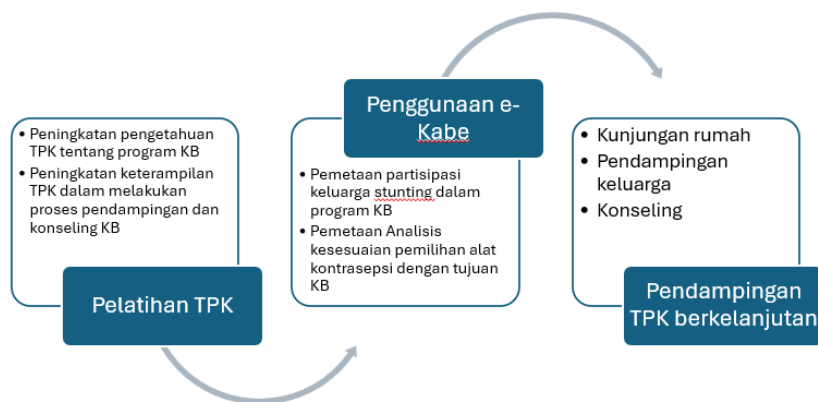 • Peningkatan pengetahuan
TPK tentang program KB
• Peningkatan keterampilan
TPK dalam melakukan
proses pendampingan dan
konseling KB
Pelatihan TPK
Penggunaan e-
Kabe
• Pemetaan partisipasi
keluarga stunting dalam
program KB
• Pemetaan Analisis
kesesuaian pemilihan alat
kontrasepsi dengan tujuan
KB
• Kunjungan rumah
• Pendampingan
keluarga
• Konseling
Pendampingan
TPK berkelanjutan